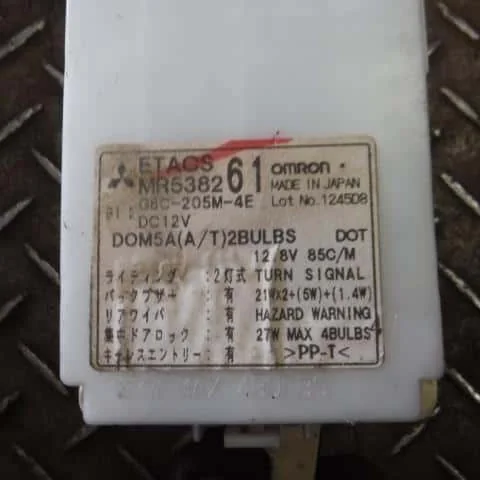 ETACS
MR538261 OMRON
G8C-205M-4E MADE IN JAPAN
DC12V Lot No.1245D8
DOM5A(A/T)2BULBS DOT
12.8V 85C/M
ライティング :2灯式 TURN SIGNAL
バックブザー :有 21W×2+(5W)+(1.4W)
リアワイパ :有 HAZARD WARNING
集中ドアロック :有 27W MAX 4BULBS
キーレスエントリー :有 >PP-T<